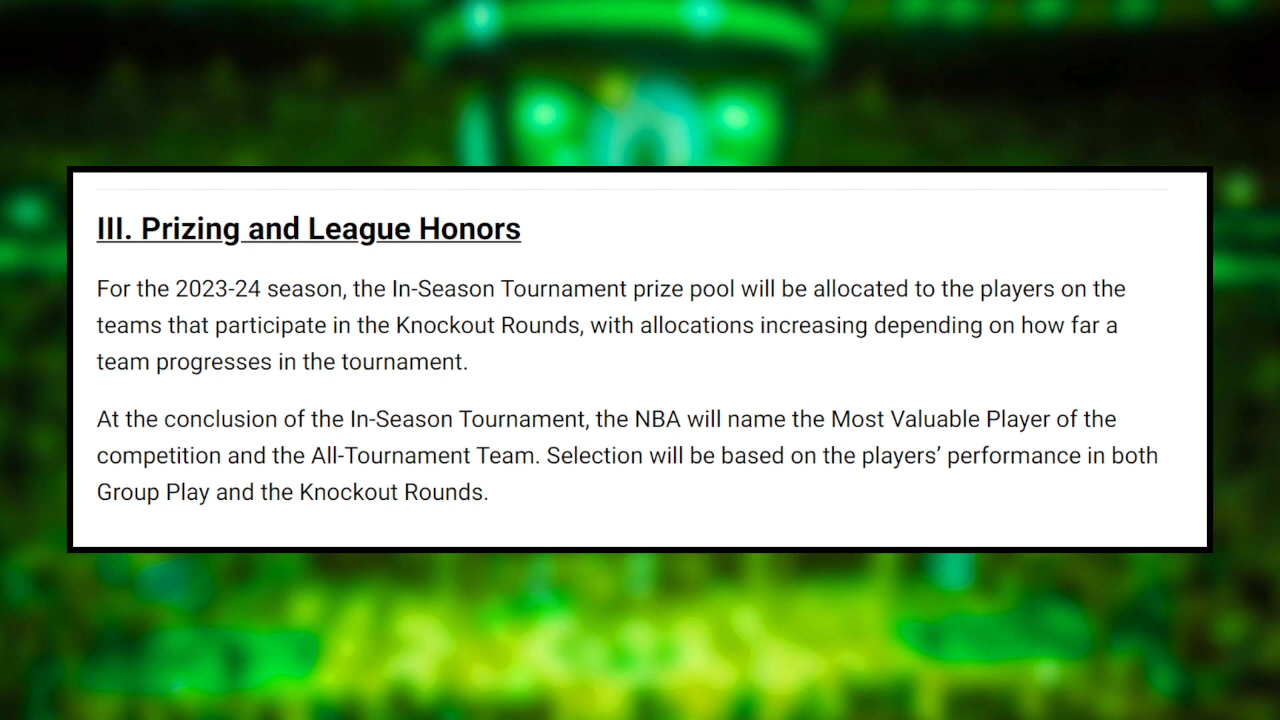 III. Prizing and League Honors
For the 2023-24 season, the In-Season Tournament prize pool will be allocated to the players on the
teams that participate in the Knockout Rounds, with allocations increasing depending on how far a
team progresses in the tournament.
At the conclusion of the In-Season Tournament, the NBA will name the Most Valuable Player of the
competition and the All-Tournament Team. Selection will be based on the players’ performance in both
Group Play and the Knockout Rounds.